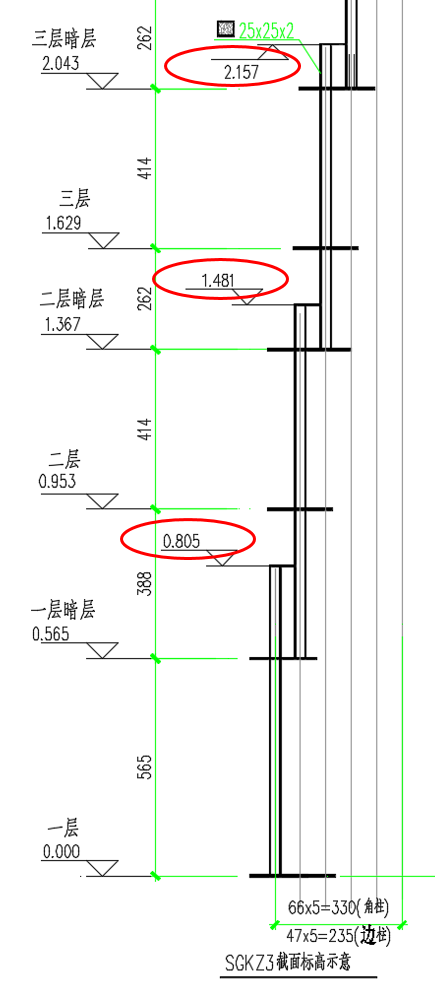 262
25x25x2
三层暗层
2.043
2.157
414
三层
1.629
1.481
262
二层暗层
1.367
414
二层
0.953
0.805
388
一层暗层
0.565
565
一层
0.000
66x5=330(角柱)
47x5=235(边柱)
SGKZ3截面标高示意